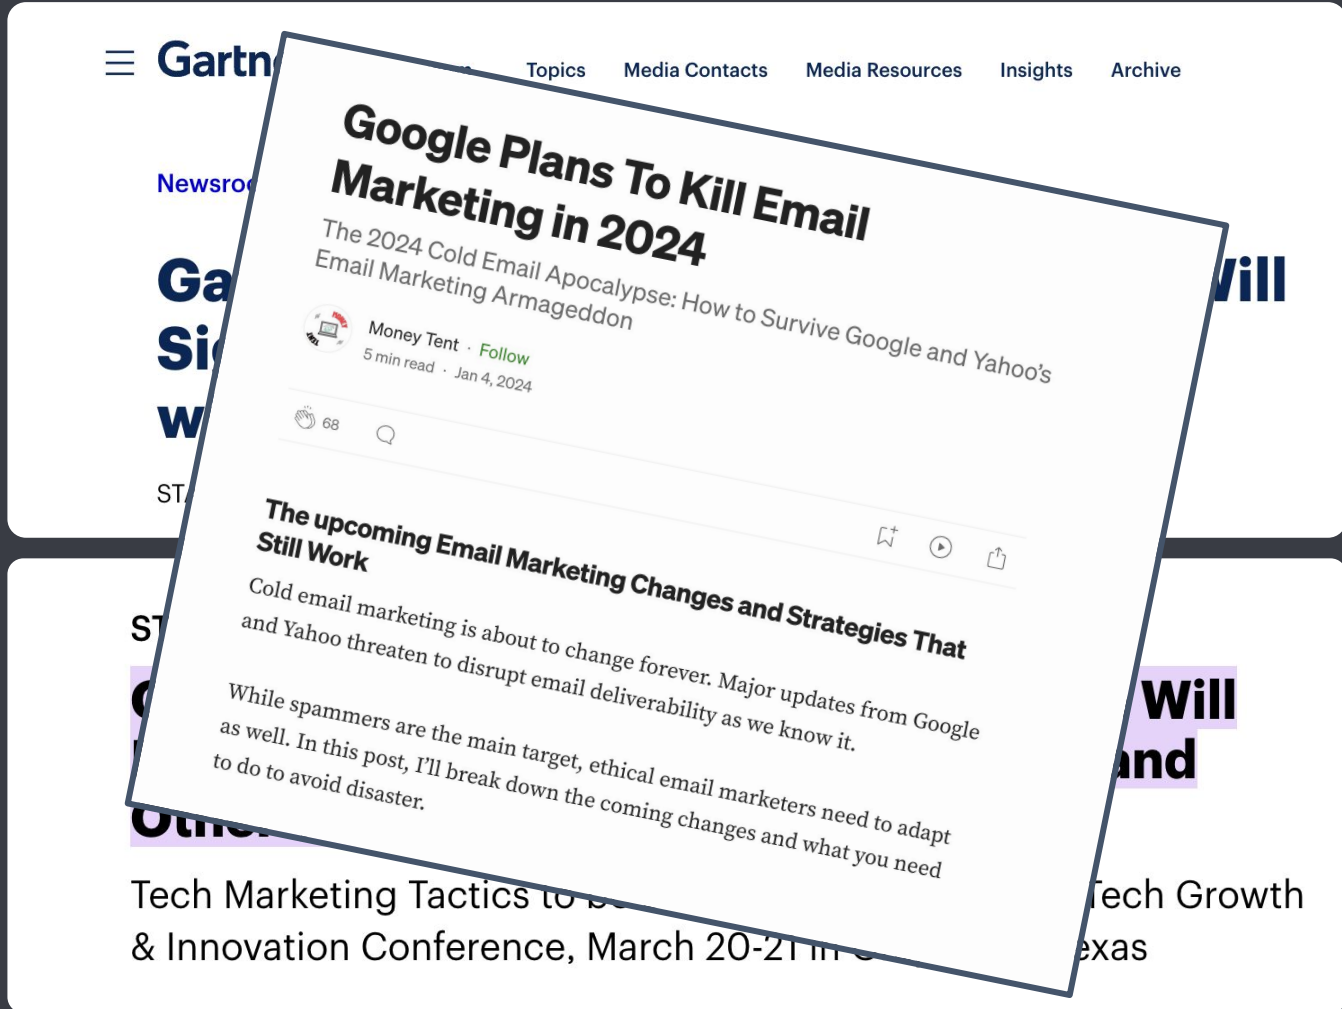 Gartn
Topics Media Contacts Media Resources Insights Archive
Newsroo
Ga
Will
Si
w
STA
Google Plans To Kill Email
Marketing in 2024
The 2024 Cold Email Apocalypse: How to Survive Google and Yahoo's
Email Marketing Armageddon
Money Tent · Follow
5 min read · Jan 4, 2024
68
The upcoming Email Marketing Changes and Strategies That
Still Work
Cold email marketing is about to change forever. Major updates from Google
and Yahoo threaten to disrupt email deliverability as we know it.
While spammers are the main target, ethical email marketers need to adapt
as well. In this post, I'll break down the coming changes and what you need
to do to avoid disaster.
Will
and
Other
Tech Marketing Tactics to Tech Growth
& Innovation Conference, March 20-21 in exas